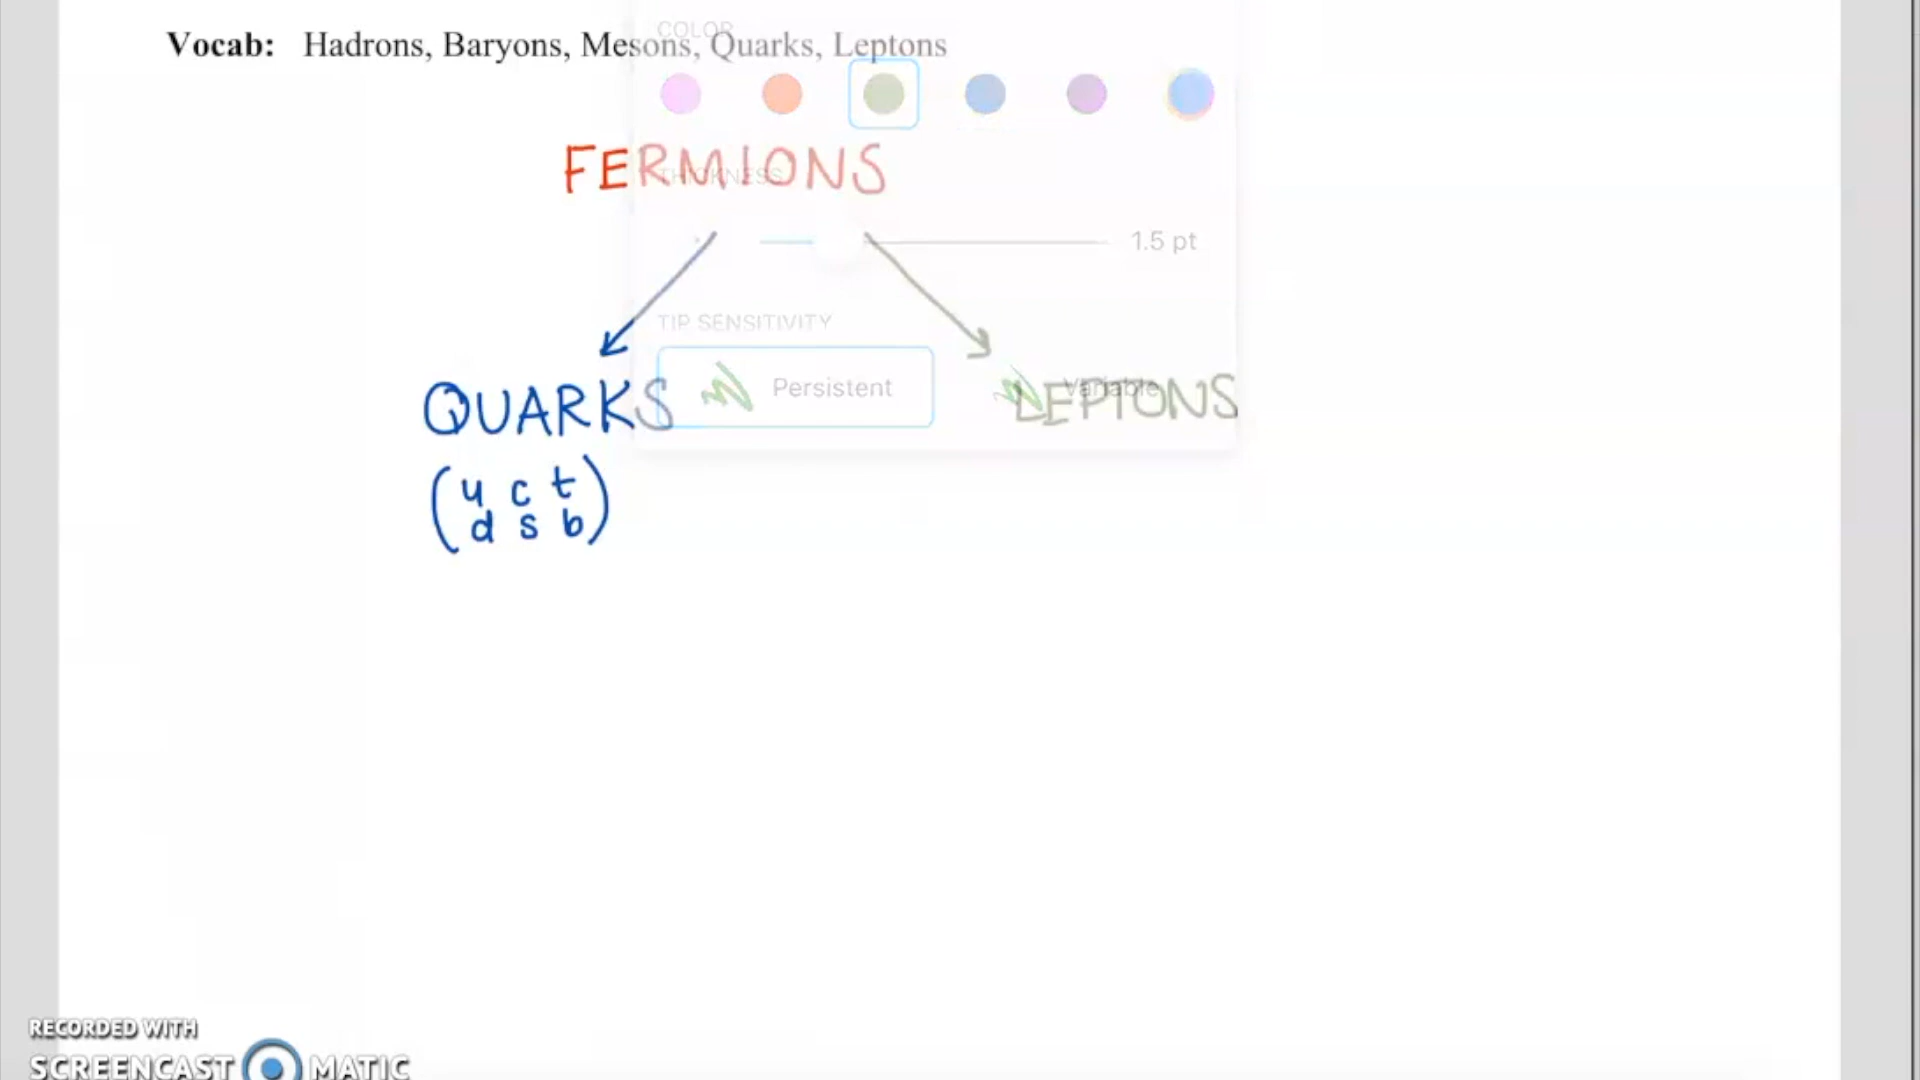 Vocab: Hadrons, Baryons, Mesons, Quarks, Leptons
COLOR
FERMIONS
THICKNESS
1.5 pt
TIP SENSITIVITY
Persistent
Variable
QUARKS
LEPTONS
u c t
d s b
RECORDED WITH
SCREENCAST MATIC